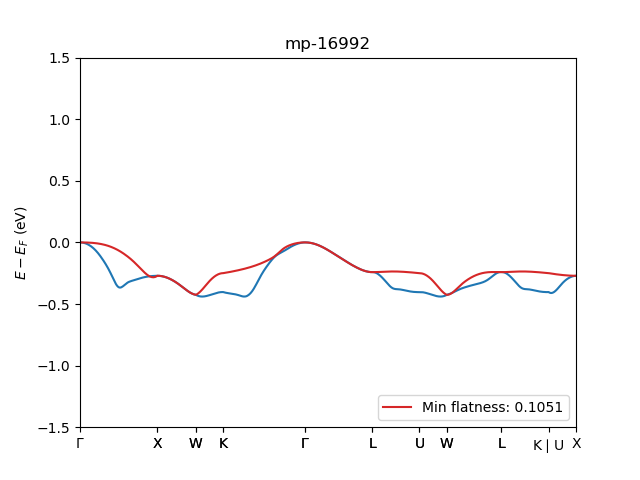 mp-16992
E − E_F (eV)
1.5
1.0
0.5
0.0
−0.5
−1.0
−1.5
Min flatness: 0.1051
Γ X W K Γ L U W L K | U X